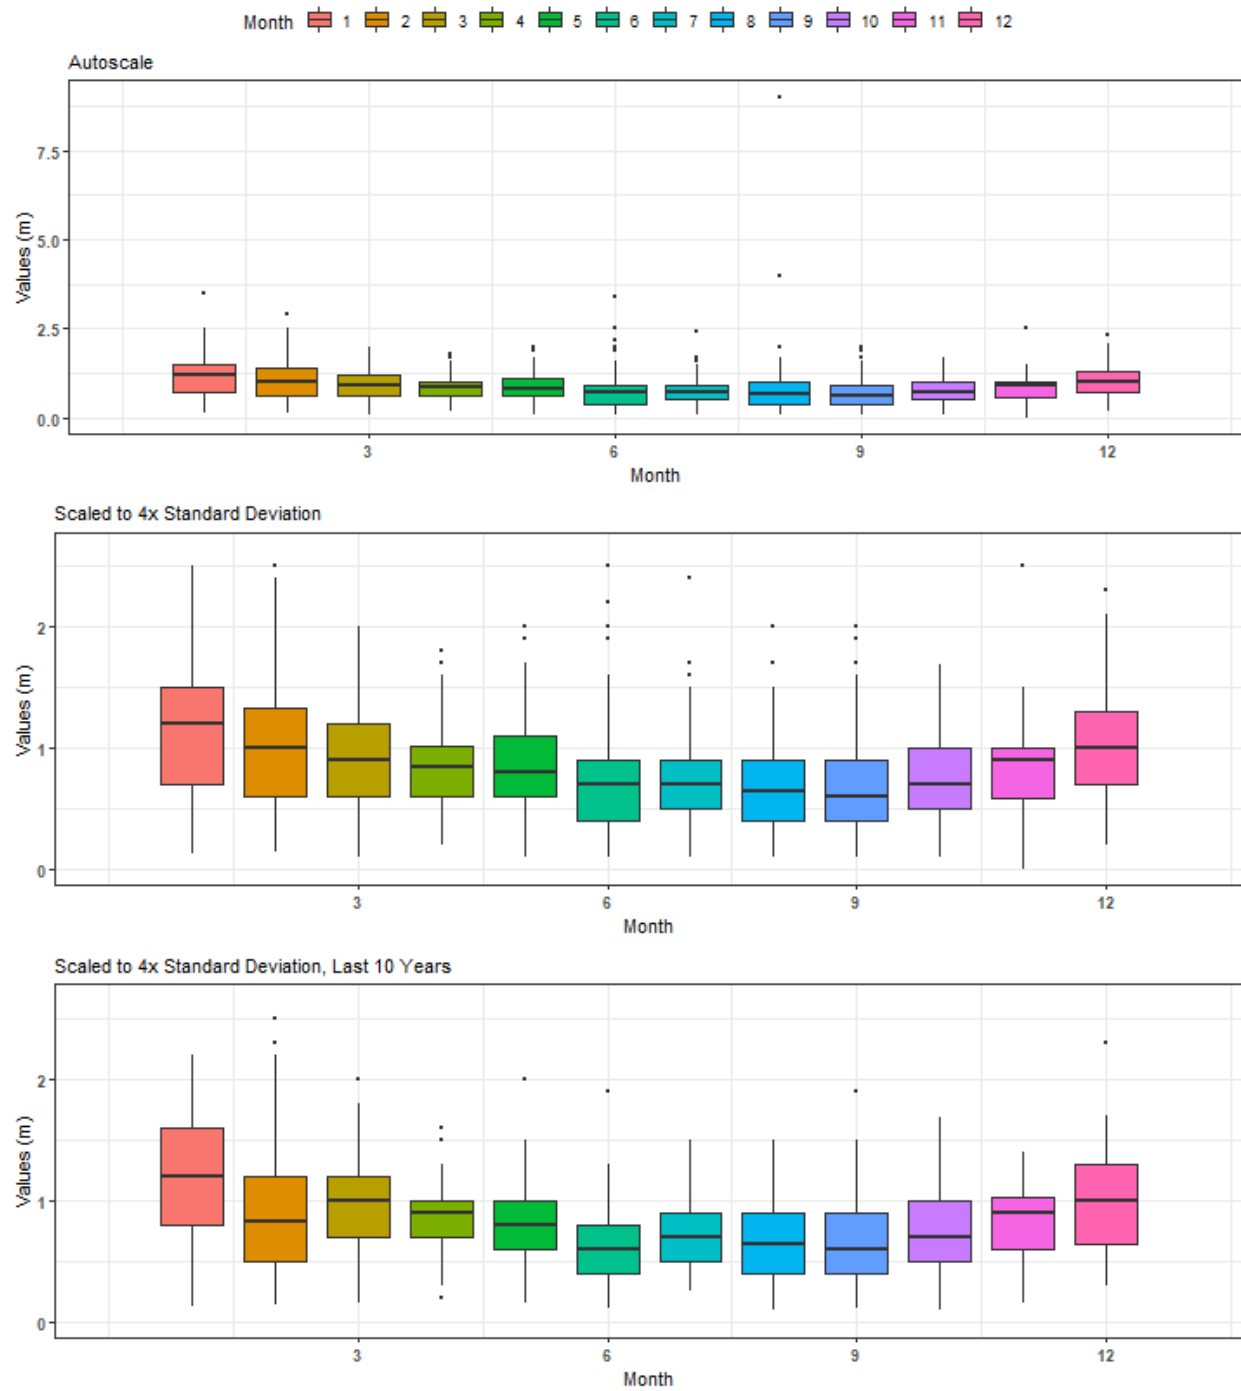 Month 1 2 3 4 5 6 7 8 9 10 11 12
Autoscale
Values (m)
7.5
5.0
2.5
0.0
3 6 9 12
Month
Scaled to 4x Standard Deviation
Values (m)
2
1
0
3 6 9 12
Month
Scaled to 4x Standard Deviation, Last 10 Years
Values (m)
2
1
0
3 6 9 12
Month